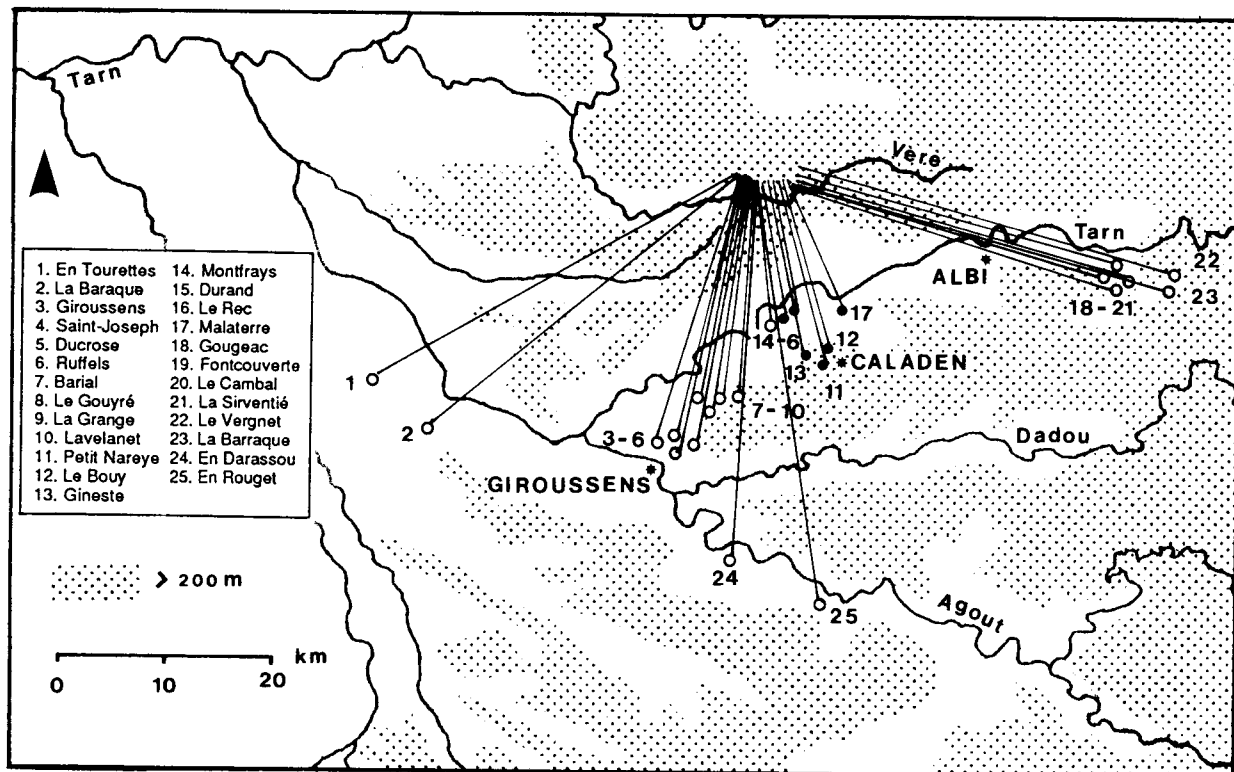 Tarn
Vère
Tarn
ALBI
22
23
18-21
1. En Tourettes
2. La Baraque
3. Giroussens
4. Saint-Joseph
5. Ducrose
6. Ruffels
7. Barial
8. Le Gouyré
9. La Grange
10. Lavelanet
11. Petit Nareye
12. Le Bouy
13. Gineste
14. Montfrays
15. Durand
16. Le Rec
17. Malaterre
18. Gougeac
19. Fontcouverte
20. Le Cambal
21. La Sirventié
22. Le Vergnet
23. La Barraque
24. En Darassou
25. En Rouget
17
14-6
12
13
CALADEN
11
1
2
7-10
3-6
Dadou
GIROUSSENS
> 200 m
24
25
Agout
km
0 10 20